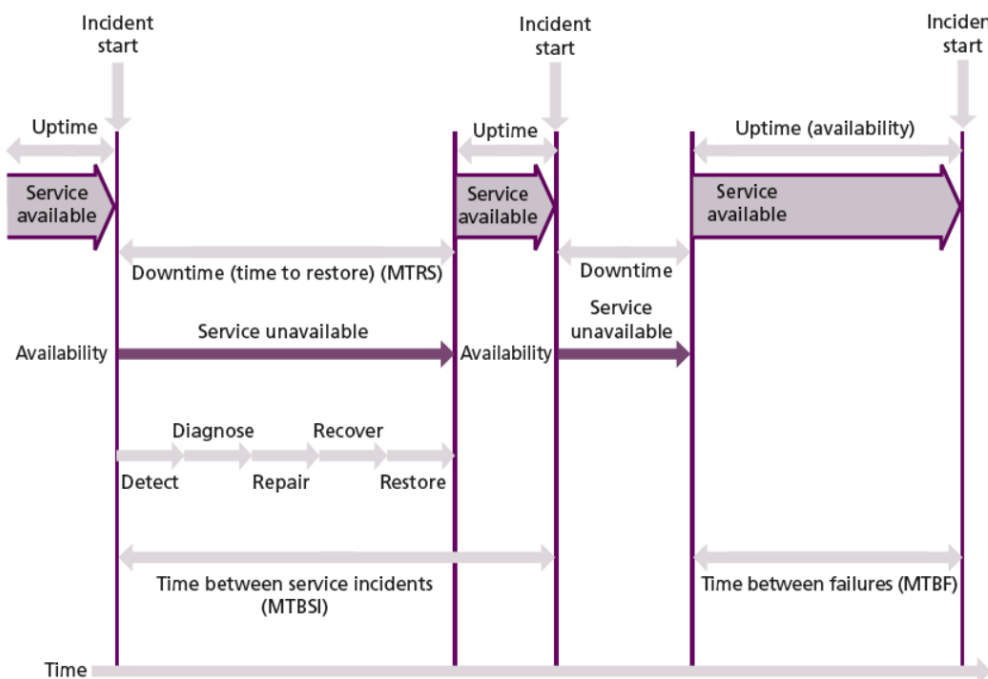 Incident
start
Incident
start
Inciden
start
Uptime
Uptime
Uptime (availability)
Service
available
Service
available
Service
available
Downtime (time to restore) (MTRS)
Downtime
Service unavailable
Service
unavailable
Availability
Availability
Diagnose
Recover
Detect
Repair
Restore
Time between service incidents
(MTBSI)
Time between failures (MTBF)
Time